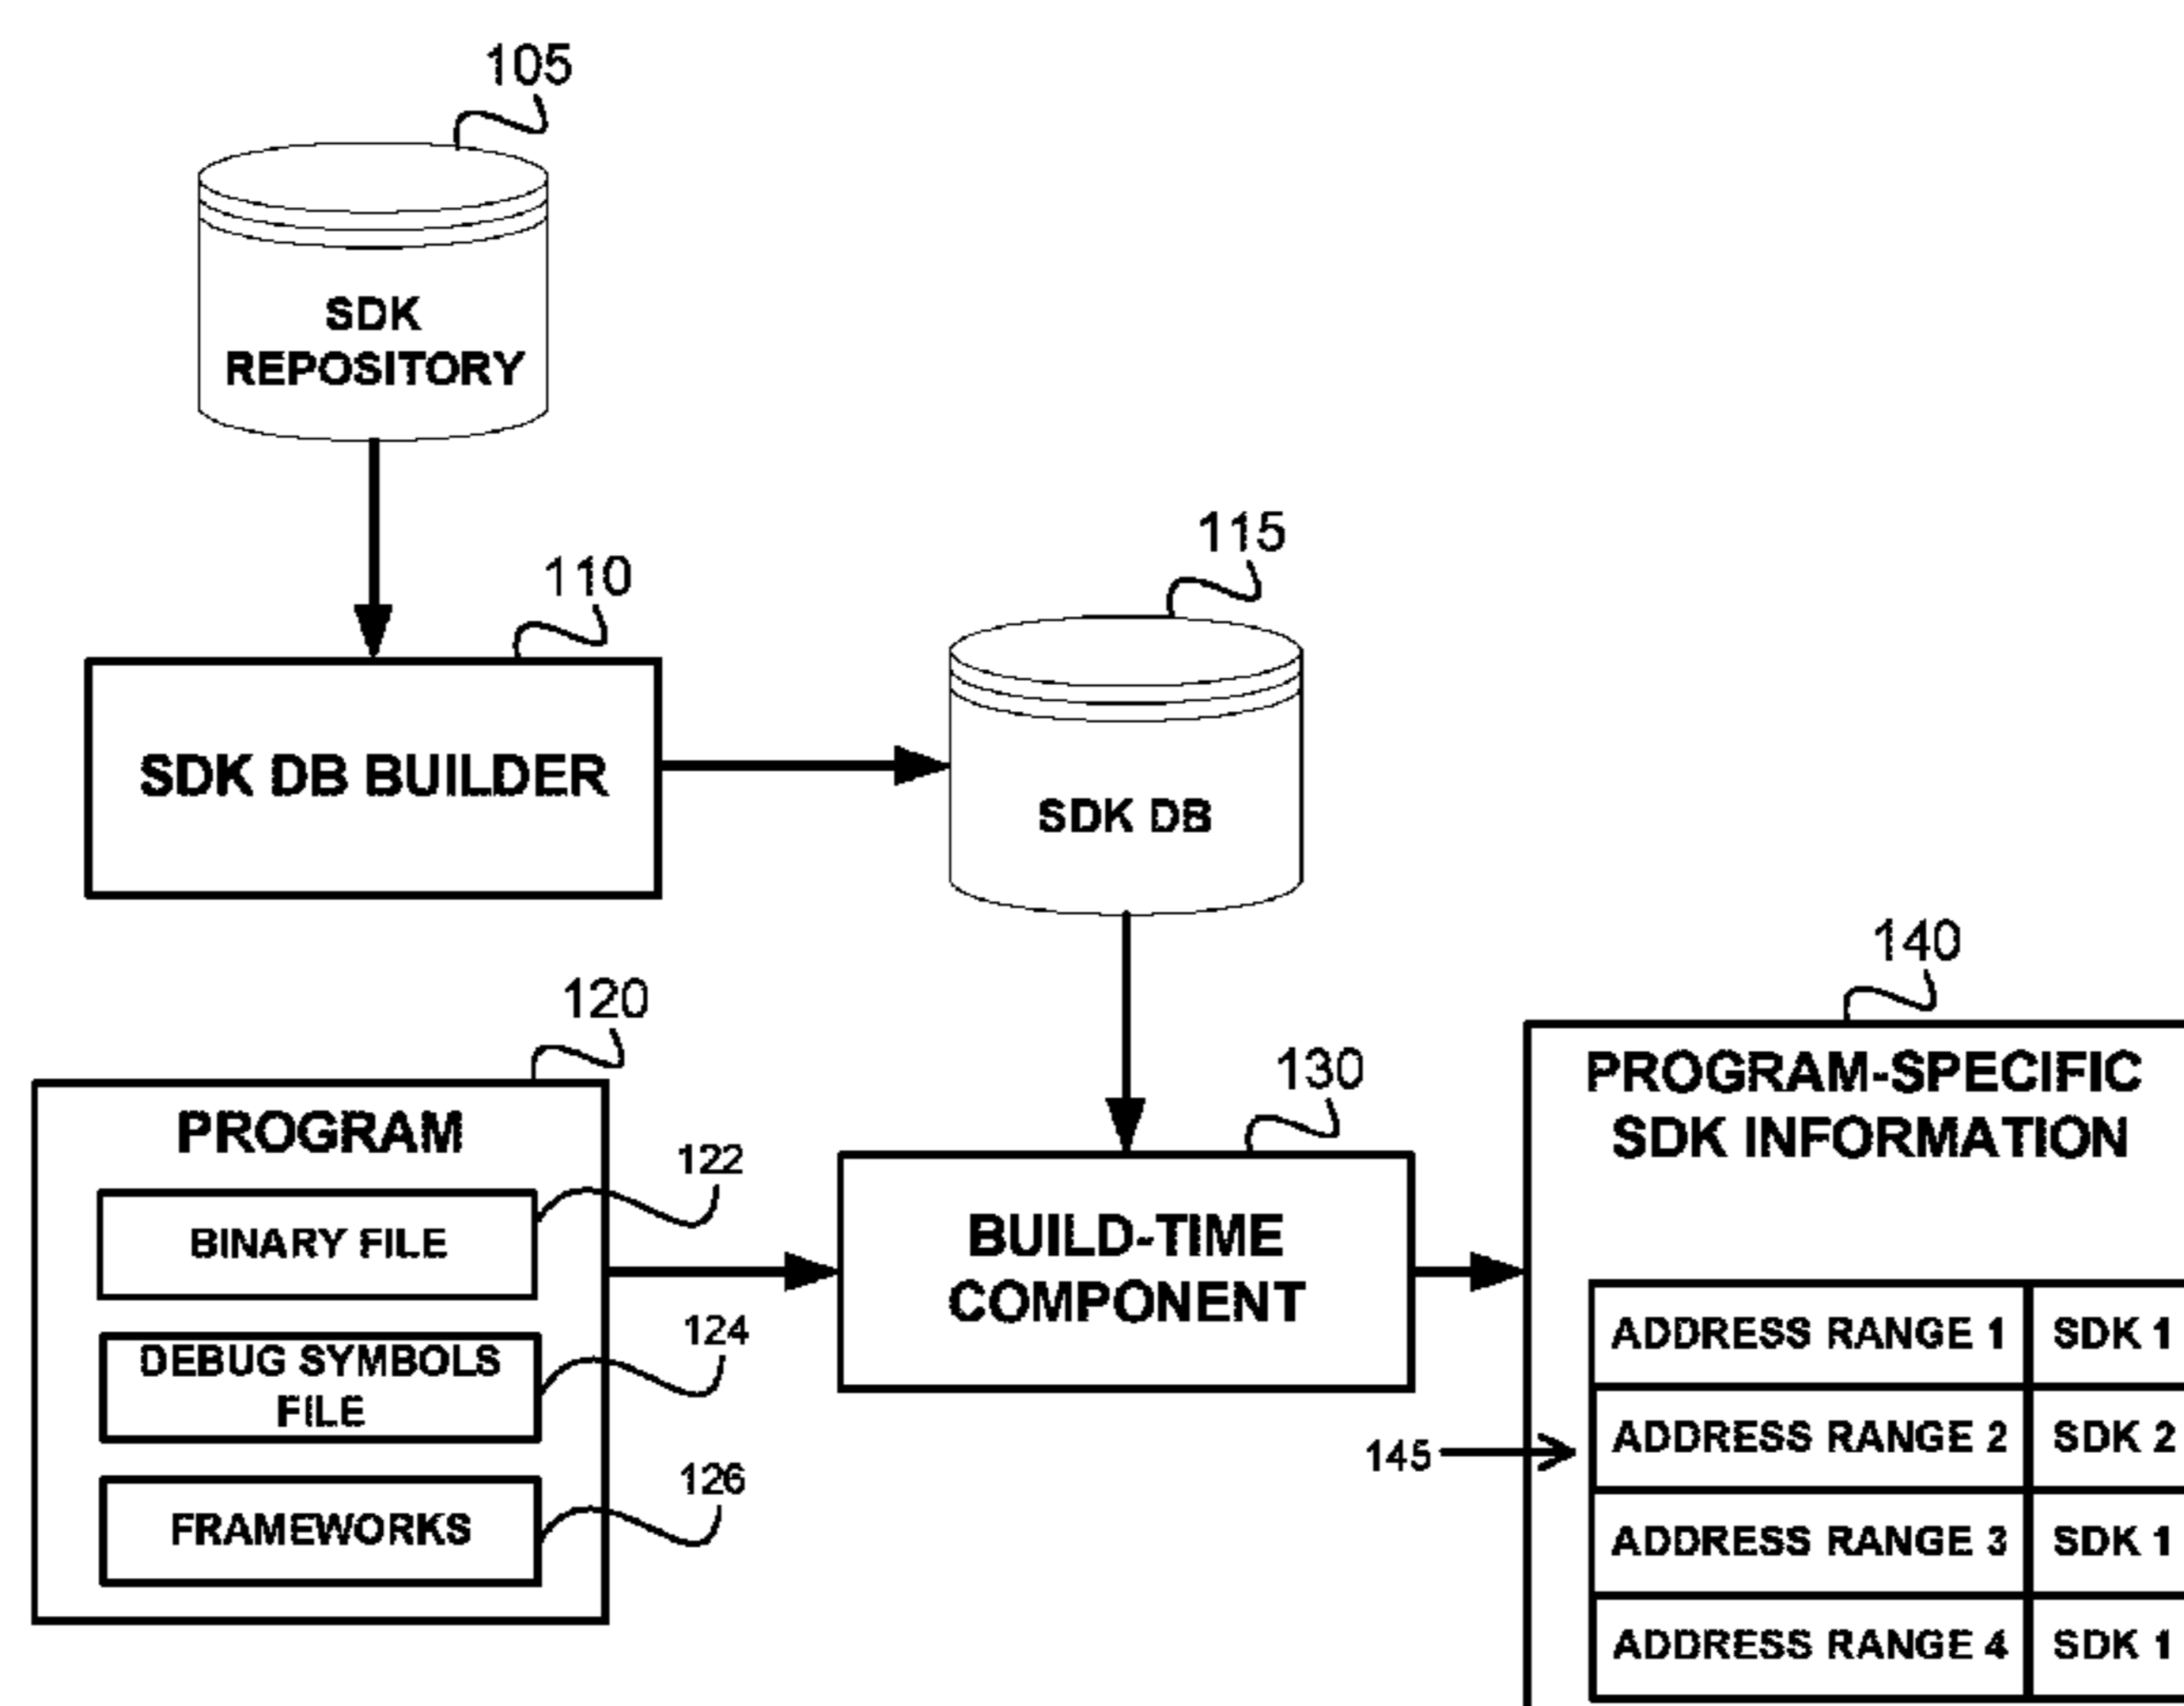 105
SDK
REPOSITORY
110
SDK DB BUILDER
115
SDK DB
120
PROGRAM
122
BINARY FILE
124
DEBUG SYMBOLS
FILE
126
FRAMEWORKS
130
BUILD-TIME
COMPONENT
140
PROGRAM-SPECIFIC
SDK INFORMATION
145
ADDRESS RANGE 1 SDK 1
ADDRESS RANGE 2 SDK 2
ADDRESS RANGE 3 SDK 1
ADDRESS RANGE 4 SDK 1